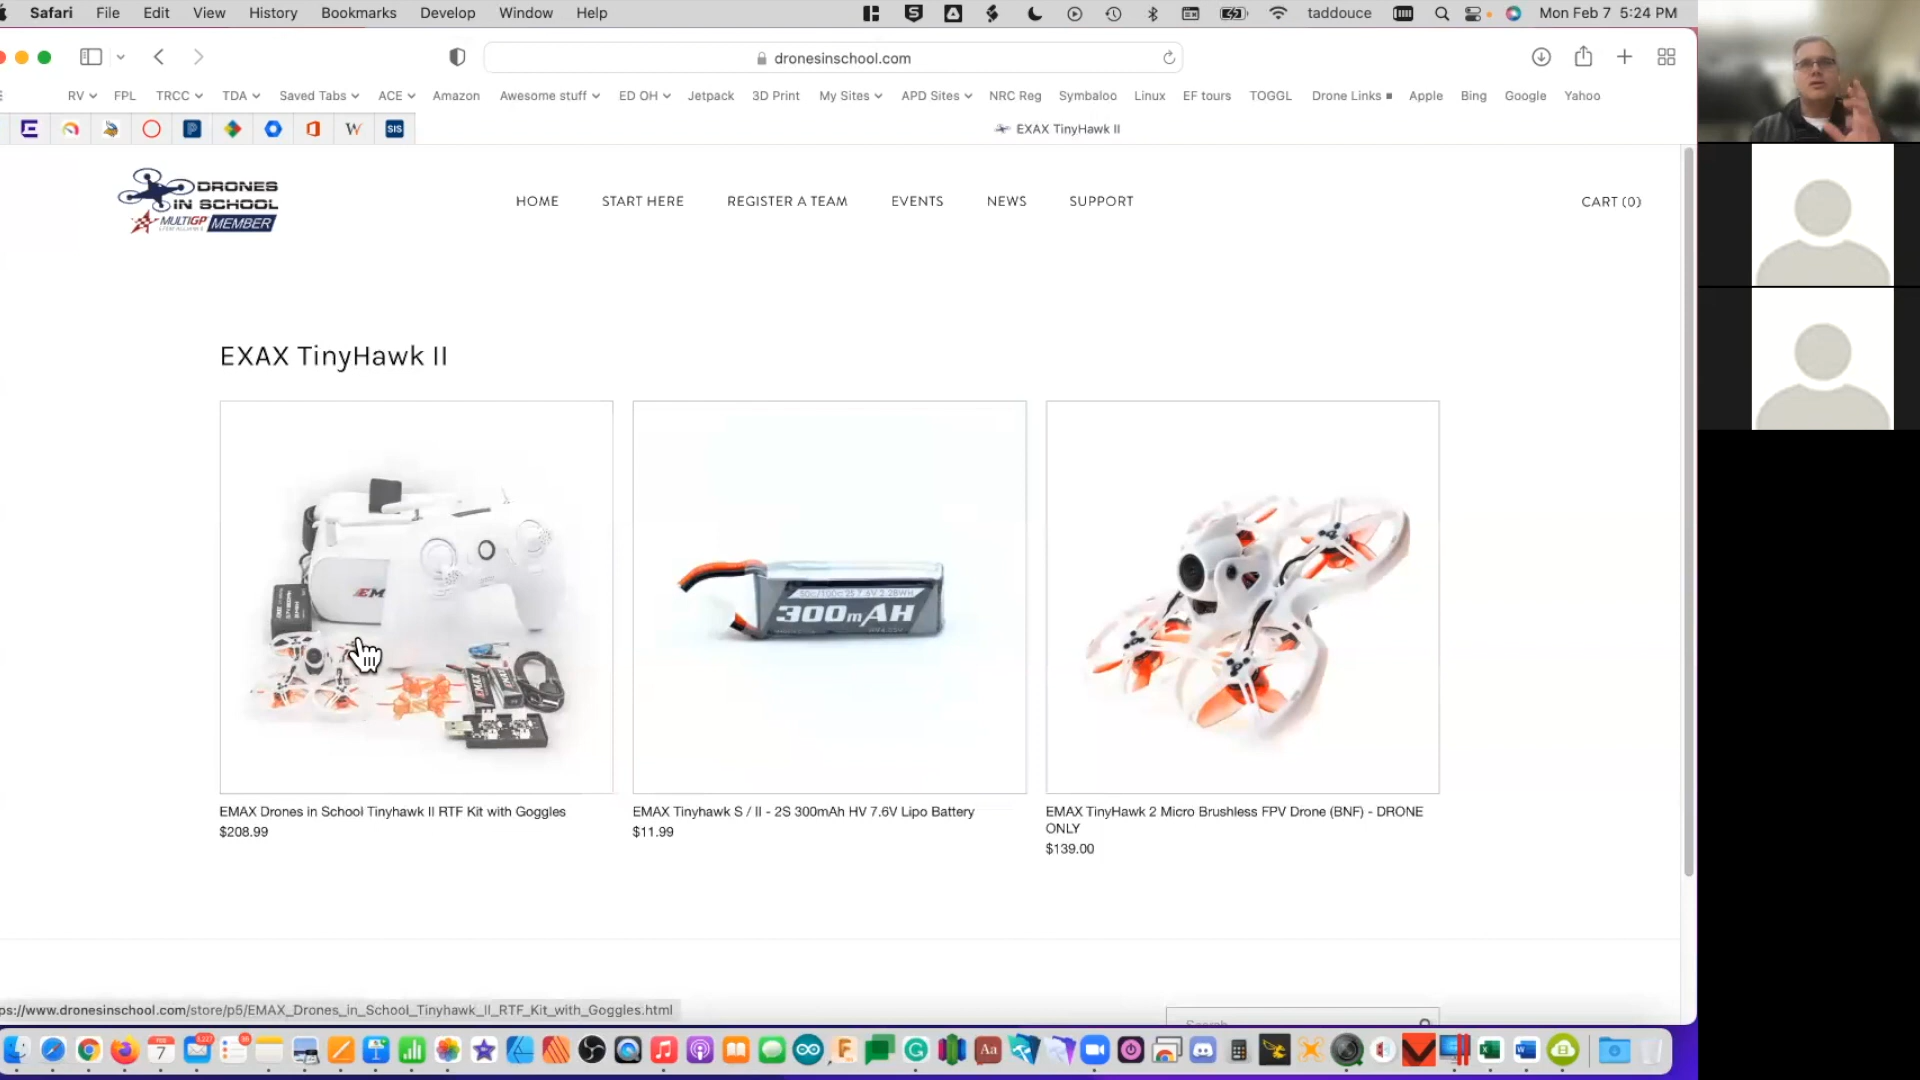 Safari File Edit View History Bookmarks Develop Window Help taddouce Mon Feb 7 5:24 PM
dronesinschool.com
RV FPL TRCC TDA Saved Tabs ACE Amazon Awesome stuff ED OH Jetpack 3D Print My Sites APD Sites NRC Reg Symbaloo Linux EF tours TOGGL Drone Links Apple Bing Google Yahoo
SIS EXAX TinyHawk II
DRONES
IN SCHOOL
MULTIGP MEMBER
HOME START HERE REGISTER A TEAM EVENTS NEWS SUPPORT CART (0)
EXAX TinyHawk II
300mAH
EMAX Drones in School Tinyhawk II RTF Kit with Goggles
$208.99
EMAX Tinyhawk S / II - 2S 300mAh HV 7.6V Lipo Battery
$11.99
EMAX TinyHawk 2 Micro Brushless FPV Drone (BNF) - DRONE
ONLY
$139.00
ps://www.dronesinschool.com/store/p5/EMAX_Drones_in_School_Tinyhawk_II_RTF_Kit_with_Goggles.html
Search